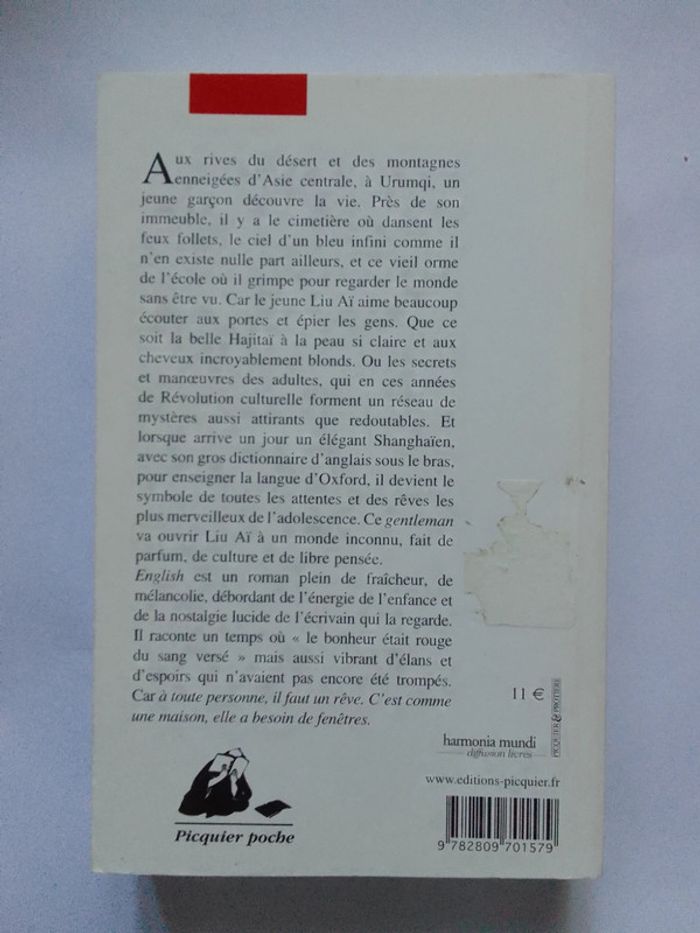 Aux rives du désert et des montagnes
enneigées d'Asie centrale, à Urumqi, un
jeune garçon découvre la vie. Près de son
immeuble, il y a le cimetière où dansent les
feux follets, le ciel d'un bleu infini comme il
n'en existe nulle part ailleurs, et ce vieil orme
de l'école où il grimpe pour regarder le monde
sans être vu. Car le jeune Liu Aï aime beaucoup
écouter aux portes et épier les gens. Que ce
soit la belle Hajitaï à la peau si claire et aux
cheveux incroyablement blonds. Ou les secrets
et manœuvres des adultes, qui en ces années
de Révolution culturelle forment un réseau de
mystères aussi attirants que redoutables. Et
lorsque arrive un jour un élégant Shanghaïen,
avec son gros dictionnaire d'anglais sous le bras,
pour enseigner la langue d'Oxford, il devient le
symbole de toutes les attentes et des rêves les
plus merveilleux de l'adolescence. Ce gentleman
va ouvrir Liu Aï à un monde inconnu, fait de
parfum, de culture et de libre pensée.
English est un roman plein de fraîcheur, de
mélancolie, débordant de l'énergie de l'enfance et
de la nostalgie lucide de l'écrivain qui la regarde.
Il raconte un temps où « le bonheur était rouge
du sang versé » mais aussi vibrant d'élans et
d'espoirs qui n'avaient pas encore été trompés.
Car à toute personne, il faut un rêve. C'est comme
une maison, elle a besoin de fenêtres.
11 €
PICQUIER & PROTIÈRE
harmonia mundi
diffusion livres
www.editions-picquier.fr
Picquier poche
9 782809 701579